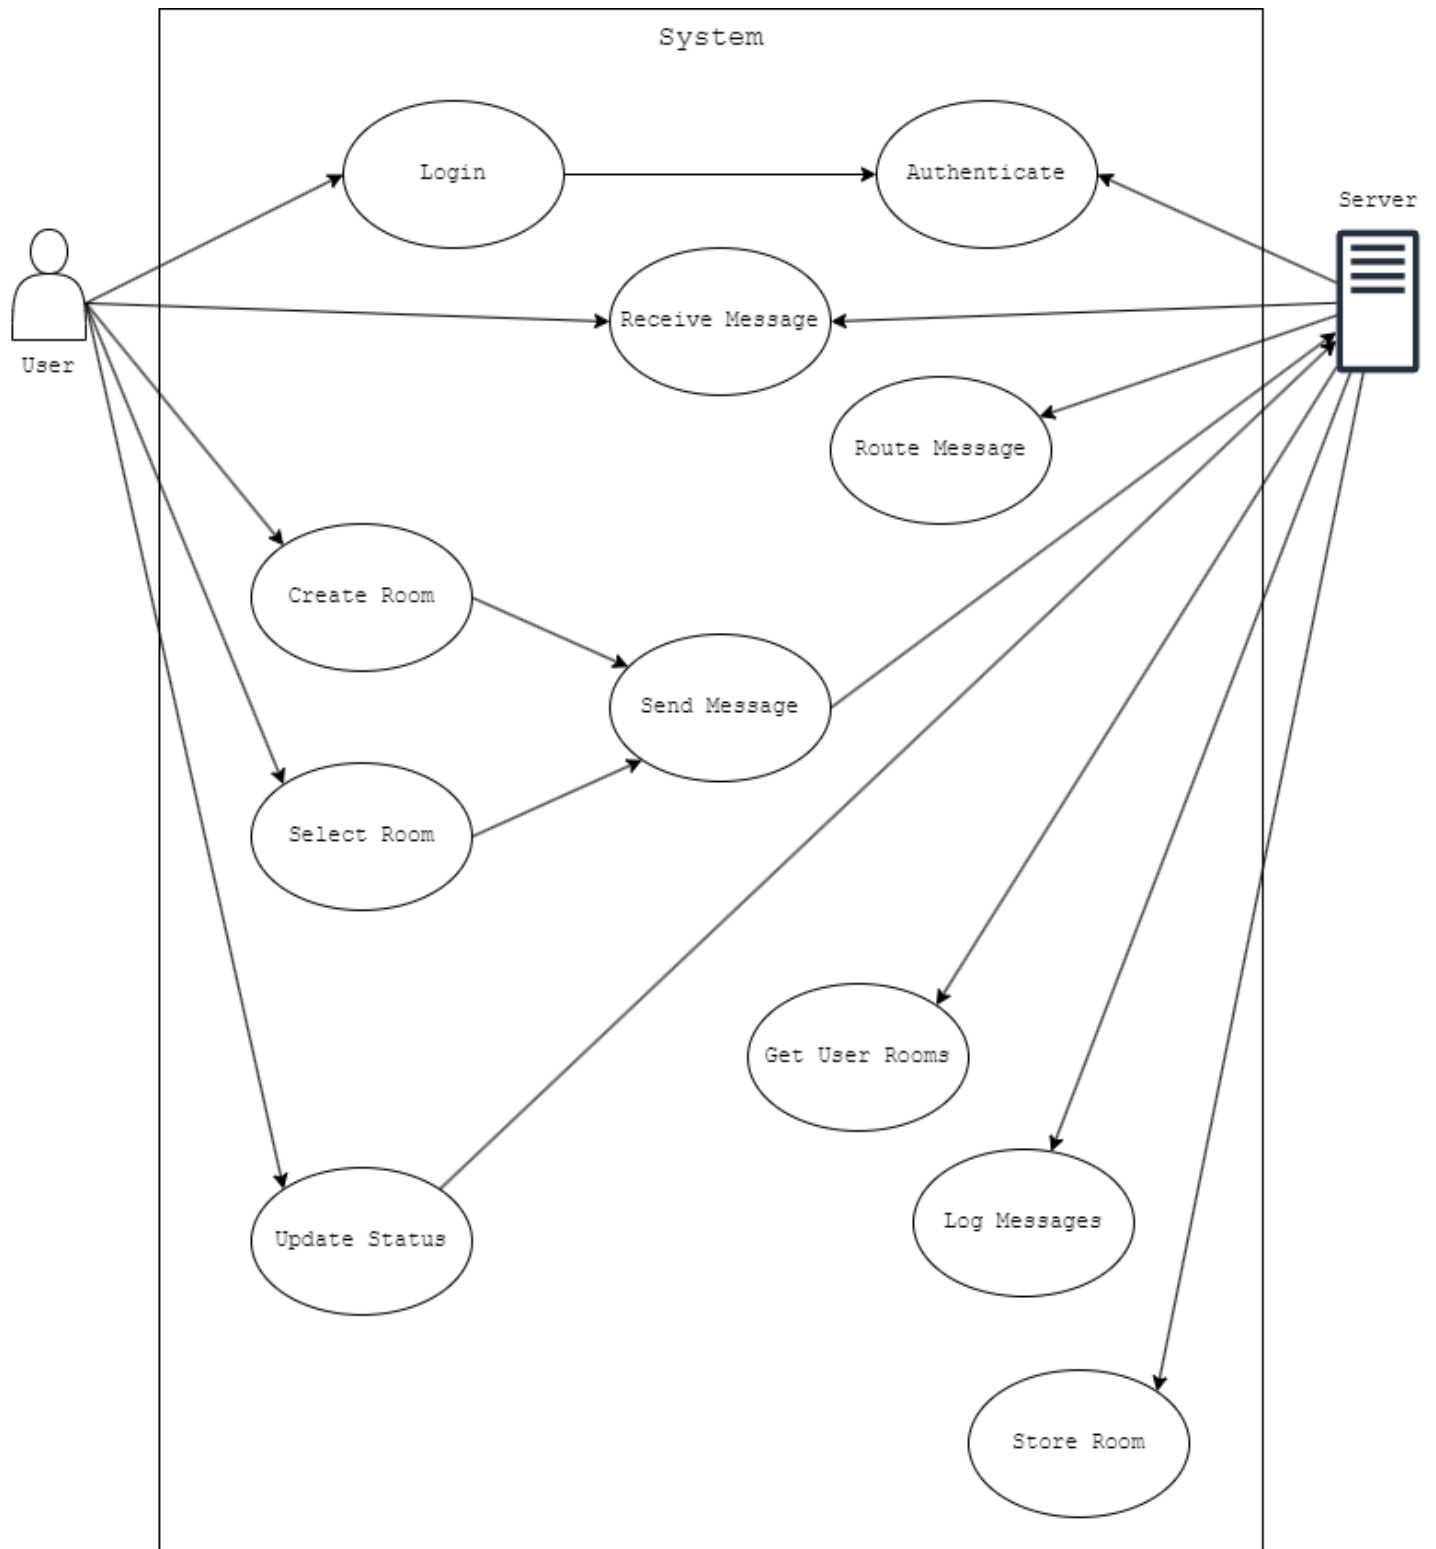 System
Login
Authenticate
Server
Receive Message
User
Route Message
Create Room
Send Message
Select Room
Get User Rooms
Log Messages
Update Status
Store Room